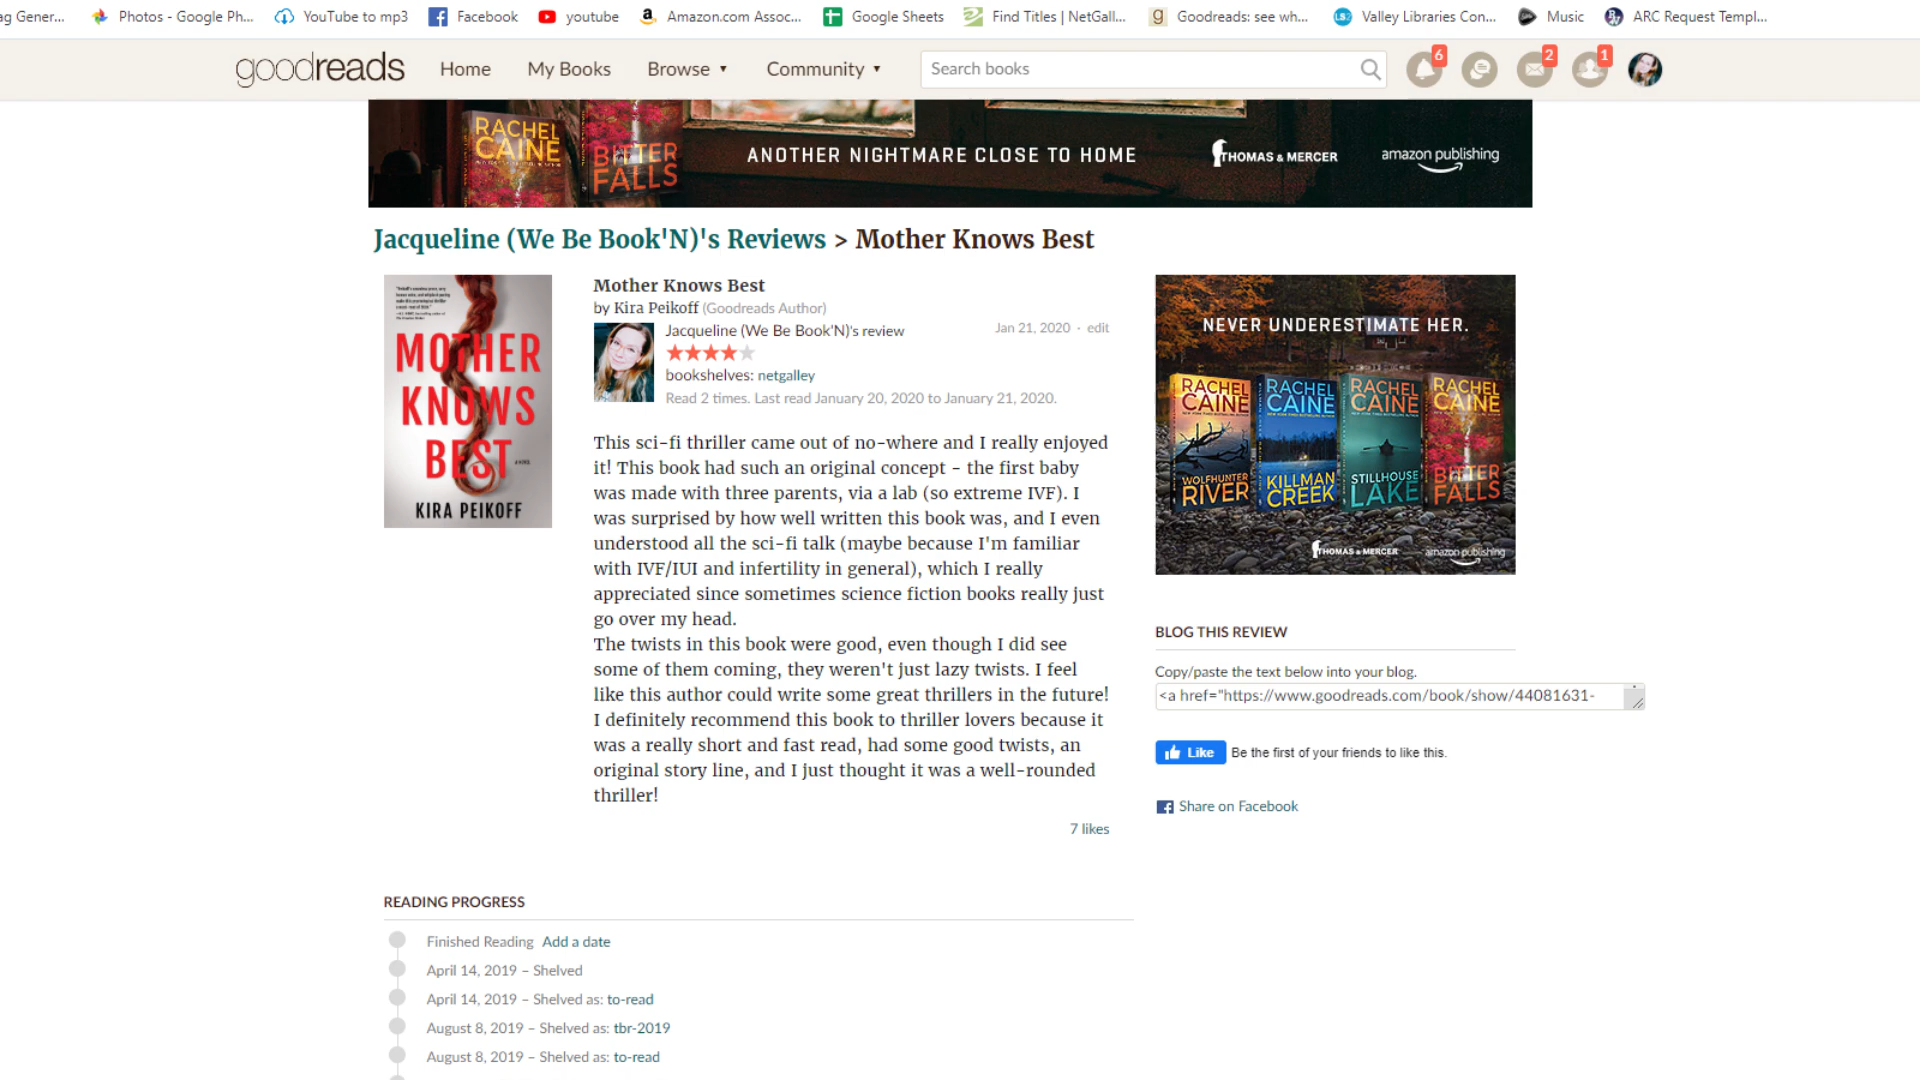 ag Gener...
Photos - Google Ph...
YouTube to mp3
Facebook
youtube
Amazon.com Assoc...
Google Sheets
Find Titles | NetGall...
Goodreads: see wh...
Valley Libraries Con...
Music
ARC Request Templ...
goodreads
Home
My Books
Browse ▾
Community ▾
Search books
6
2
1
RACHEL
CAINE
BITTER
FALLS
ANOTHER NIGHTMARE CLOSE TO HOME
THOMAS & MERCER
amazon publishing
Jacqueline (We Be Book'N)'s Reviews > Mother Knows Best
MOTHER
KNOWS
BEST
KIRA PEIKOFF
Mother Knows Best
by Kira Peikoff (Goodreads Author)
Jacqueline (We Be Book'N)'s review
Jan 21, 2020 · edit
bookshelves: netgalley
Read 2 times. Last read January 20, 2020 to January 21, 2020.
This sci-fi thriller came out of no-where and I really enjoyed
it! This book had such an original concept - the first baby
was made with three parents, via a lab (so extreme IVF). I
was surprised by how well written this book was, and I even
understood all the sci-fi talk (maybe because I'm familiar
with IVF/IUI and infertility in general), which I really
appreciated since sometimes science fiction books really just
go over my head.
The twists in this book were good, even though I did see
some of them coming, they weren't just lazy twists. I feel
like this author could write some great thrillers in the future!
I definitely recommend this book to thriller lovers because it
was a really short and fast read, had some good twists, an
original story line, and I just thought it was a well-rounded
thriller!
7 likes
NEVER UNDERESTIMATE HER.
RACHEL
CAINE
WOLFHUNTER
RIVER
RACHEL
CAINE
KILLMAN
CREEK
RACHEL
CAINE
STILLHOUSE
LAKE
RACHEL
CAINE
BITTER
FALLS
THOMAS & MERCER
amazon publishing
BLOG THIS REVIEW
Copy/paste the text below into your blog.
<a href="https://www.goodreads.com/book/show/44081631-
Like
Be the first of your friends to like this.
Share on Facebook
READING PROGRESS
Finished Reading Add a date
April 14, 2019 – Shelved
April 14, 2019 – Shelved as: to-read
August 8, 2019 – Shelved as: tbr-2019
August 8, 2019 – Shelved as: to-read